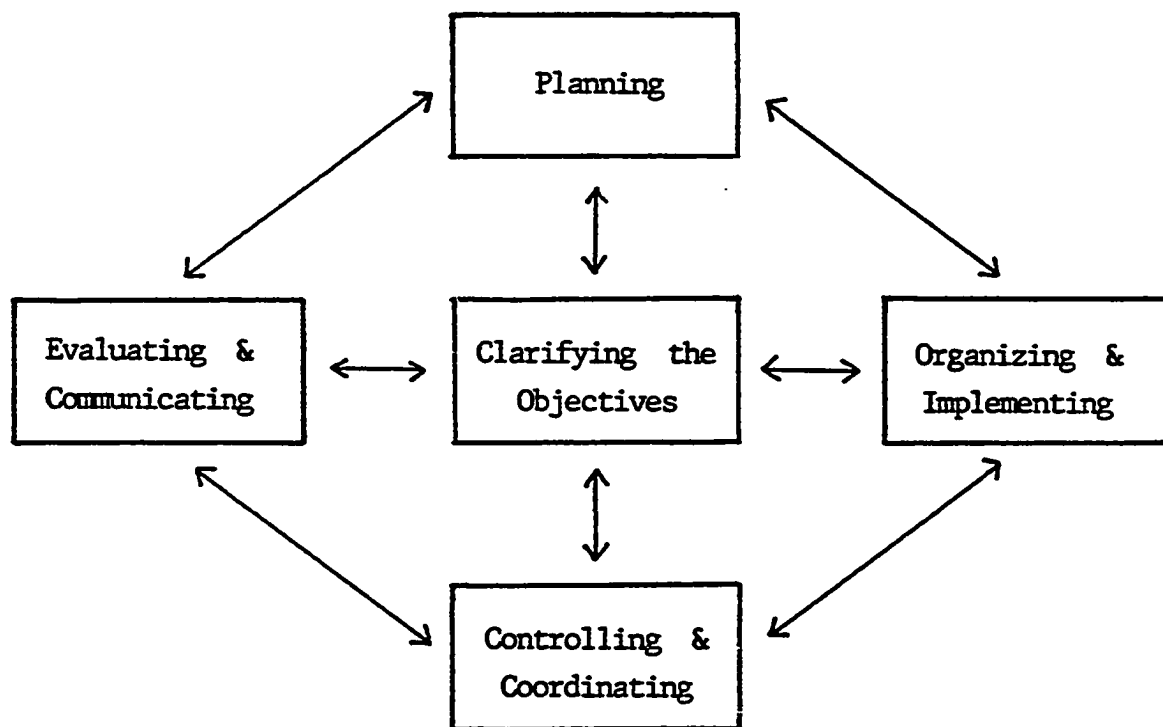 Planning
Evaluating &
Communicating
Clarifying the
Objectives
Organizing &
Implementing
Controlling &
Coordinating